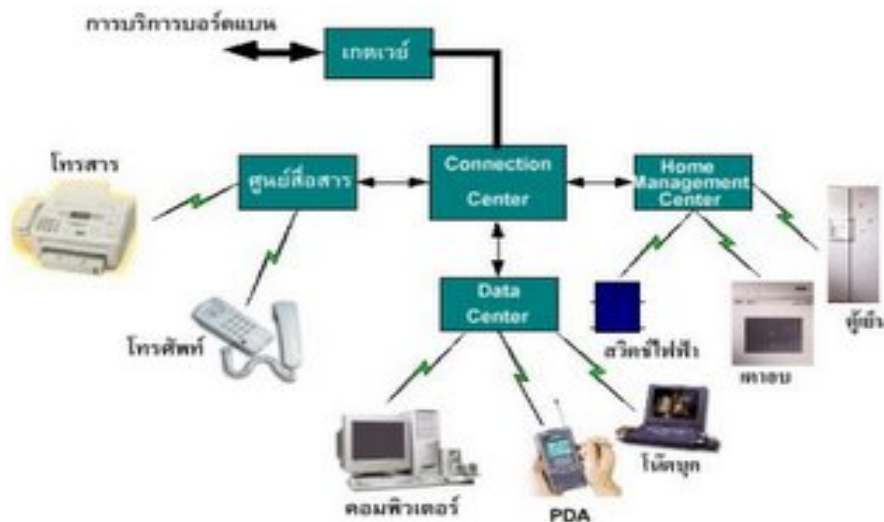 การบริการบอร์ดแบน
เกตเวย์
โทรสาร
ศูนย์สื่อสาร
Connection
Center
Home
Management
Center
โทรศัพท์
Data
Center
สวิตช์ไฟฟ้า
เตาอบ
ตู้เย็น
คอมพิวเตอร์
PDA
โน๊ตบุก